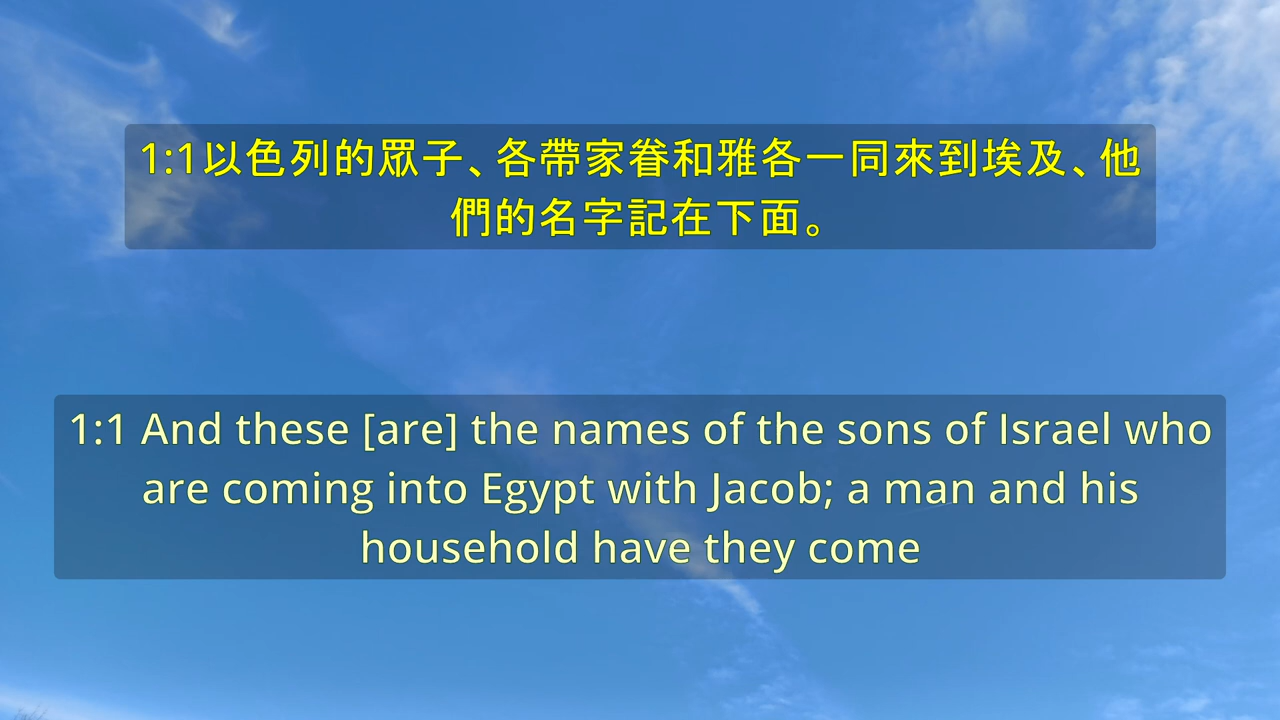 1:1以色列的眾子、各帶家眷和雅各一同來到埃及、他
們的名字記在下面。
1:1 And these [are] the names of the sons of Israel who
are coming into Egypt with Jacob; a man and his
household have they come